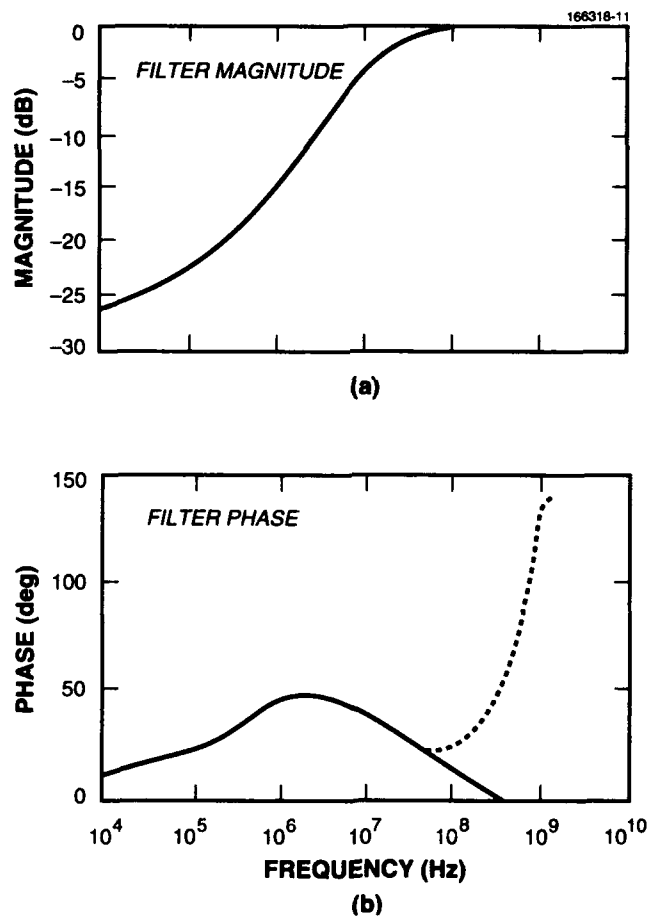 166318-11
0
FILTER MAGNITUDE
−5
−10
−15
−20
−25
−30
MAGNITUDE (dB)
(a)
150
FILTER PHASE
100
50
0
PHASE (deg)
10^4 10^5 10^6 10^7 10^8 10^9 10^10
FREQUENCY (Hz)
(b)